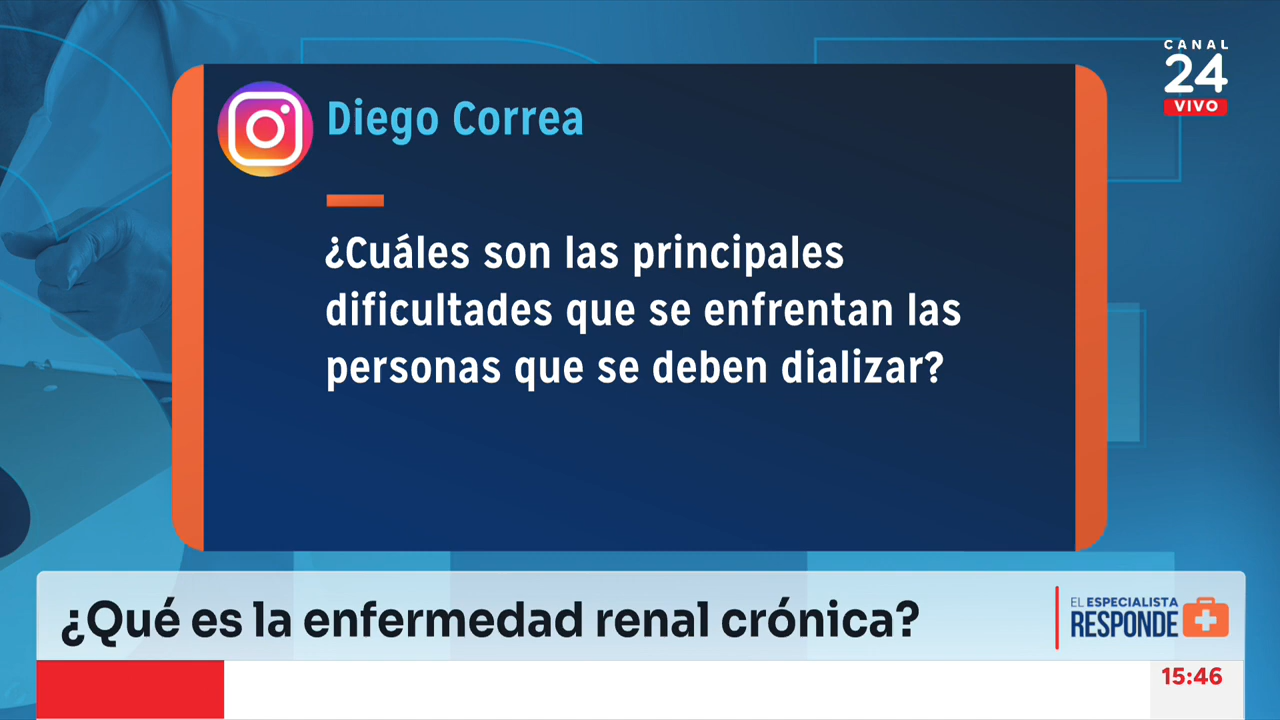 CANAL
24
VIVO
Diego Correa
¿Cuáles son las principales
dificultades que se enfrentan las
personas que se deben dializar?
¿Qué es la enfermedad renal crónica?
EL ESPECIALISTA
RESPONDE
15:46